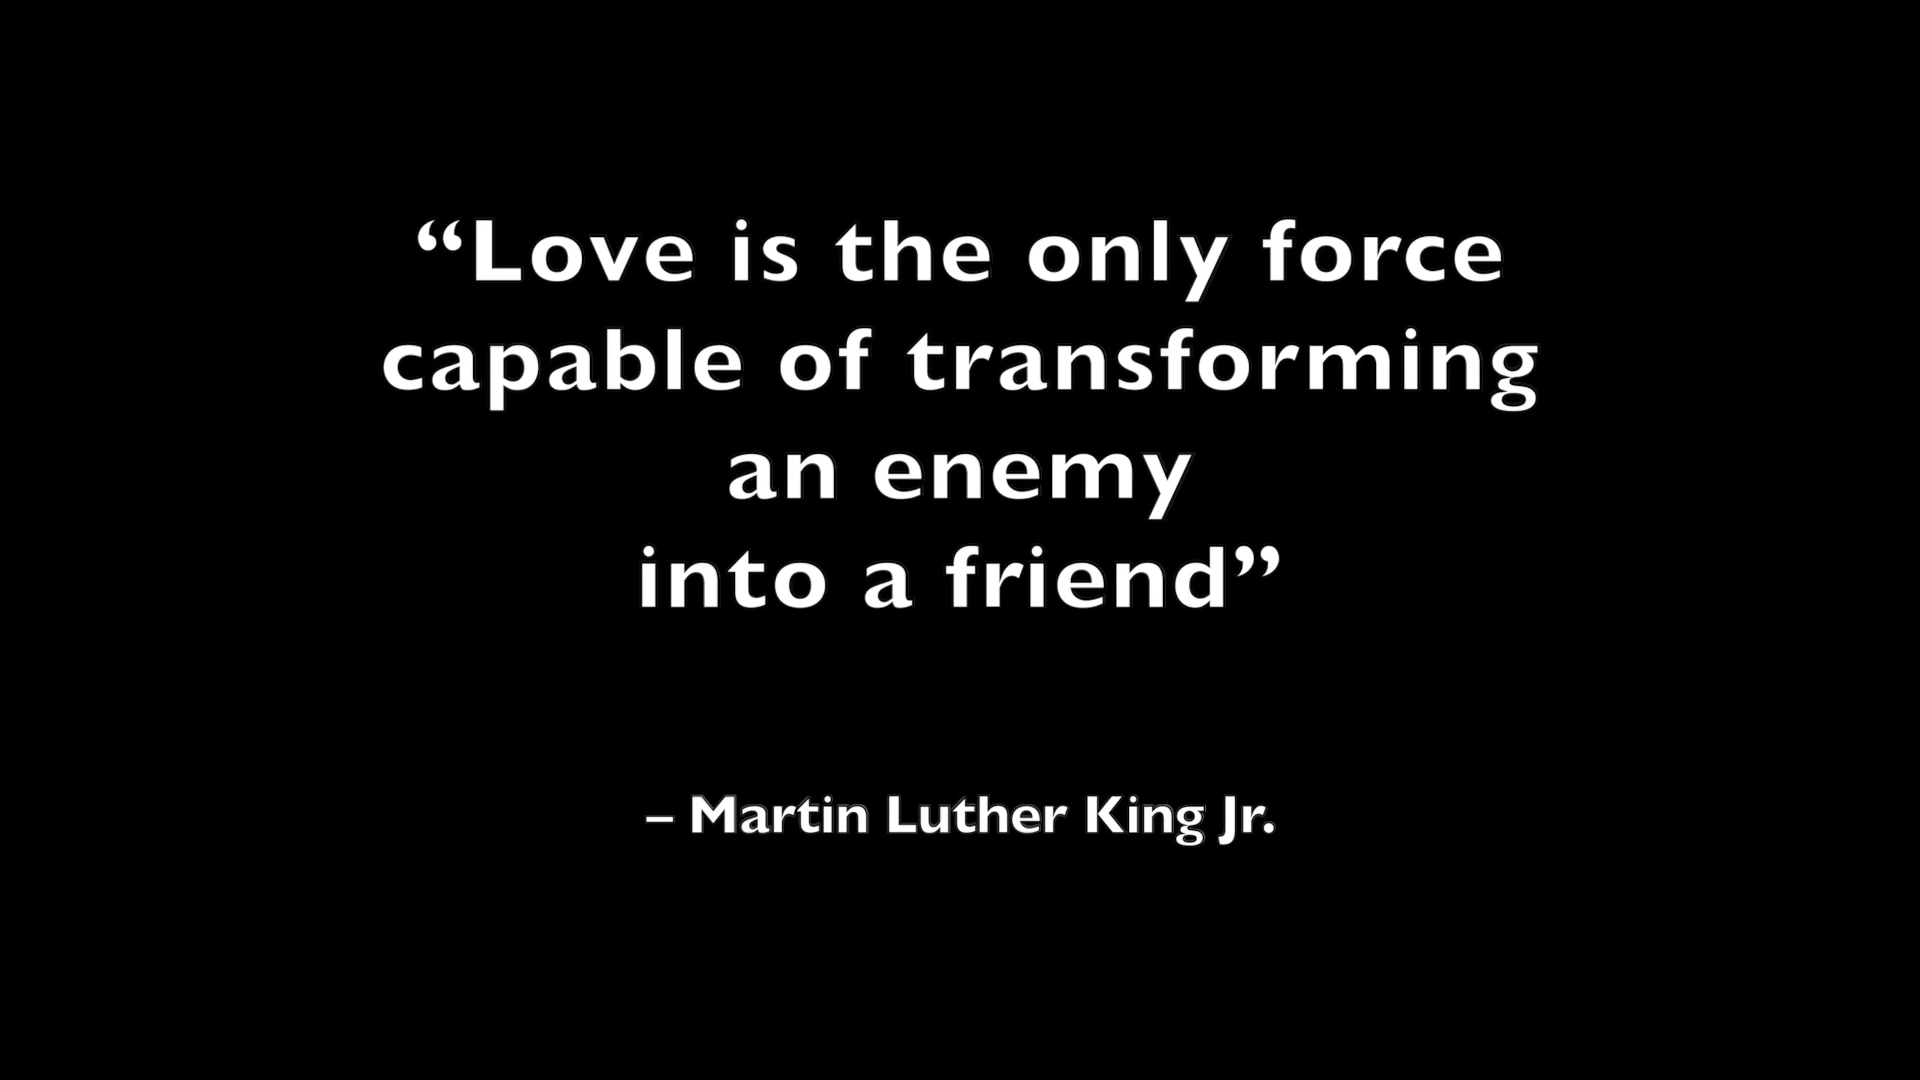 “Love is the only force
capable of transforming
an enemy
into a friend”
– Martin Luther King Jr.